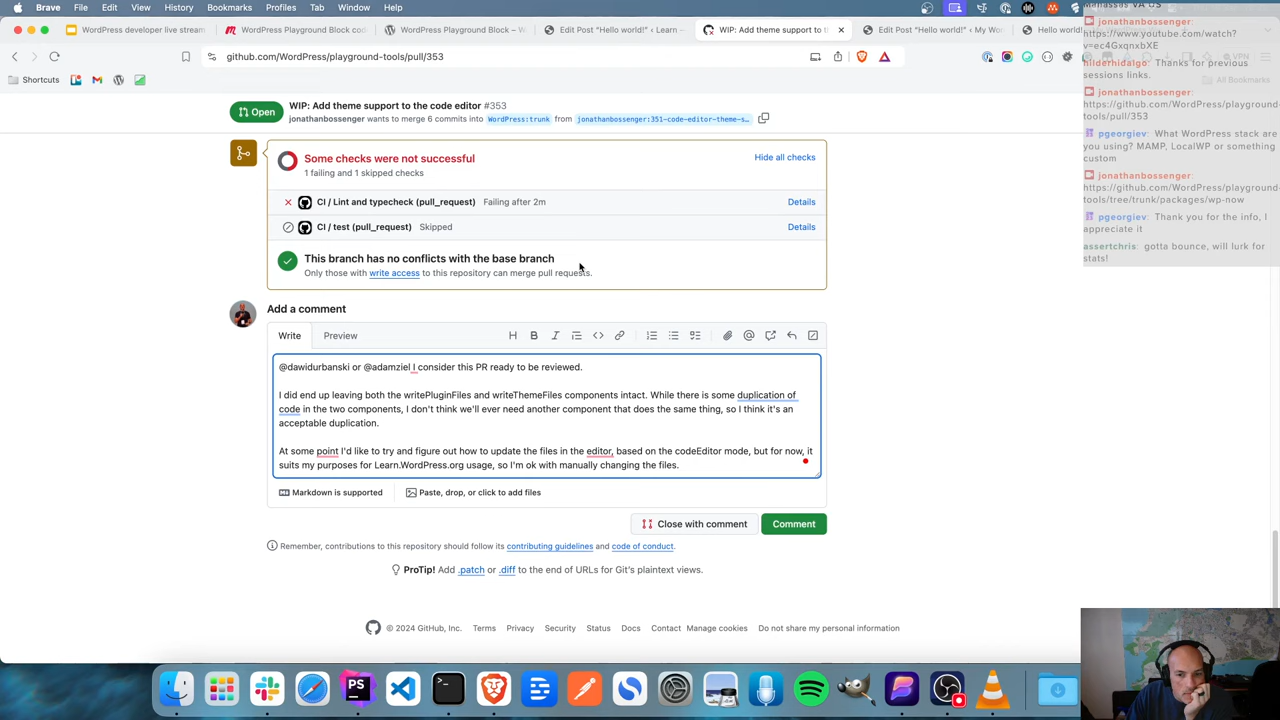 Brave File Edit View History Bookmarks Profiles Tab Window Help
WordPress developer live stream
WordPress Playground Block
WordPress Playground Block – W
Edit Post "Hello world!" ‹ Learn
WIP: Add theme support to th
Edit Post "Hello world!" ‹ My Wo
Hello world
github.com/WordPress/playground-tools/pull/353
VPN
Shortcuts
All Bookmarks
Open
WIP: Add theme support to the code editor #353
jonathanbossenger wants to merge 6 commits into WordPress:trunk from jonathanbossenger:351-code-editor-theme-s...
Some checks were not successful
1 failing and 1 skipped checks
Hide all checks
CI / Lint and typecheck (pull_request) Failing after 2m
Details
CI / test (pull_request) Skipped
Details
This branch has no conflicts with the base branch
Only those with write access to this repository can merge pull requests.
Add a comment
Write
Preview
@dawidurbanski or @adamziel I consider this PR ready to be reviewed.
I did end up leaving both the writePluginFiles and writeThemeFiles components intact. While there is some duplication of
code in the two components, I don't think we'll ever need another component that does the same thing, so I think it's an
acceptable duplication.
At some point I'd like to try and figure out how to update the files in the editor, based on the codeEditor mode, but for now, it
suits my purposes for Learn.WordPress.org usage, so I'm ok with manually changing the files.
Markdown is supported
Paste, drop, or click to add files
Close with comment
Comment
Remember, contributions to this repository should follow its contributing guidelines and code of conduct.
ProTip! Add .patch or .diff to the end of URLs for Git's plaintext views.
© 2024 GitHub, Inc. Terms Privacy Security Status Docs Contact Manage cookies Do not share my personal information
Manassas VA US
jonathanbossenger:
https://www.youtube.com/watch?
v=ec4GxqnxbXE
hilderhidalgo: Thanks for previous
sessions links.
jonathanbossenger:
https://github.com/WordPress/playground-
tools/pull/353
pgeorgiev: What WordPress stack are
you using? MAMP, LocalWP or something
custom
jonathanbossenger:
https://github.com/WordPress/playground-
tools/tree/trunk/packages/wp-now
pgeorgiev: Thank you for the info, I
appreciate it
assertchris: gotta bounce, will lurk for
stats!